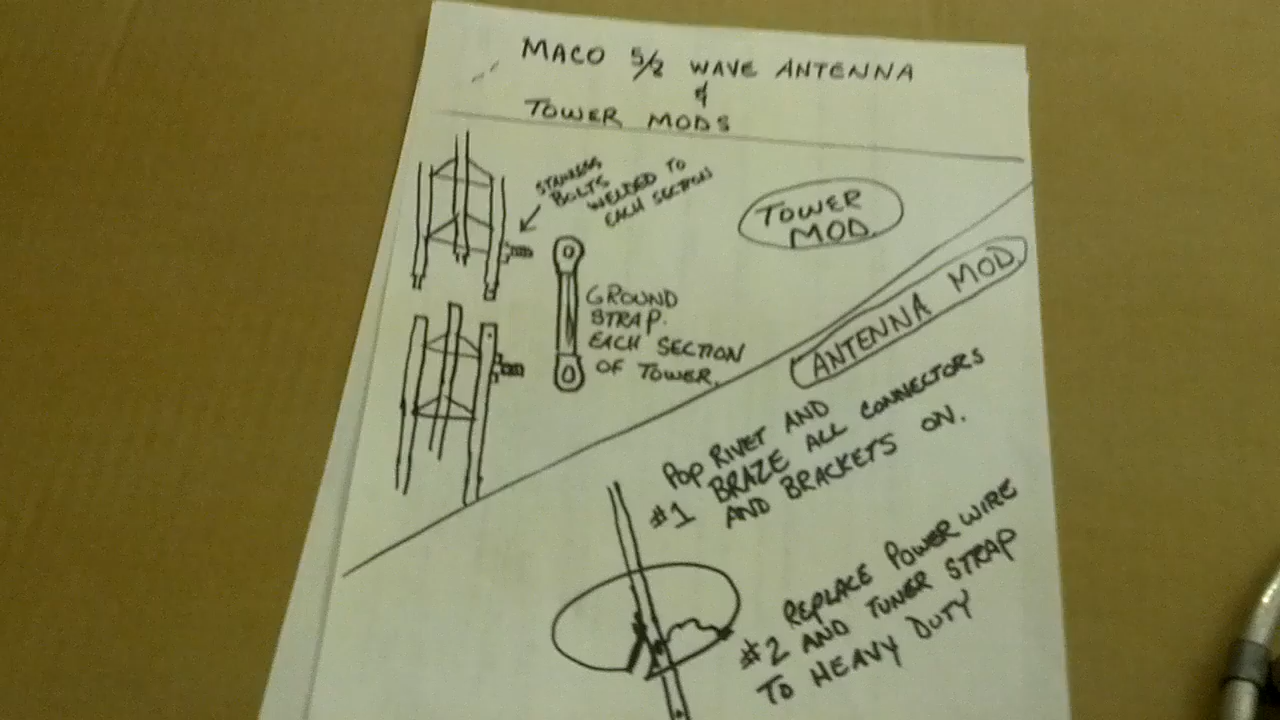 MACO 5/2 WAVE ANTENNA
&
TOWER MODS
STAINLESS
BOLTS
WELDED TO
EACH SECTION
TOWER
MOD.
GROUND
STRAP.
EACH SECTION
OF TOWER.
ANTENNA MOD.
POP RIVET AND
#1 BRAZE ALL CONNECTORS
AND BRACKETS ON.
REPLACE POWER WIRE
#2 AND TUNER STRAP
TO HEAVY DUTY